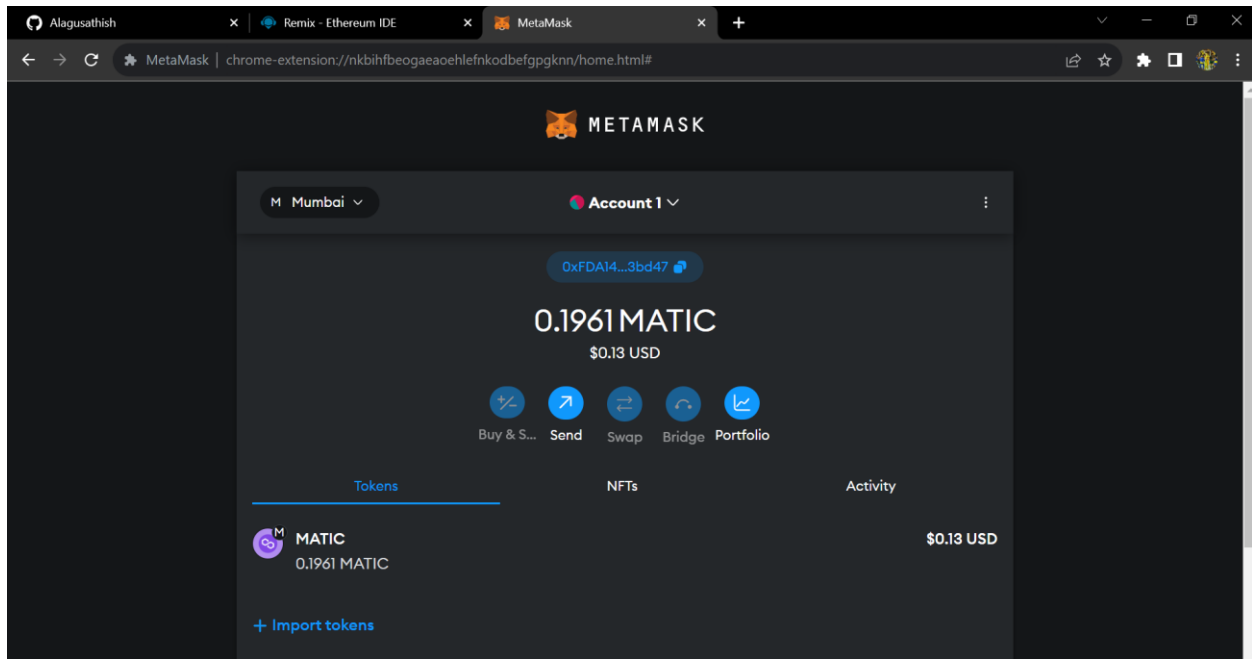 Alagusathish
Remix - Ethereum IDE
MetaMask
MetaMask | chrome-extension://nkbihfbeogaeaoehlefnkodbefgpgknn/home.html#
METAMASK
M Mumbai
Account 1
0xFDA14...3bd47
0.1961 MATIC
$0.13 USD
Buy & S... Send Swap Bridge Portfolio
Tokens NFTs Activity
M
MATIC $0.13 USD
0.1961 MATIC
+ Import tokens